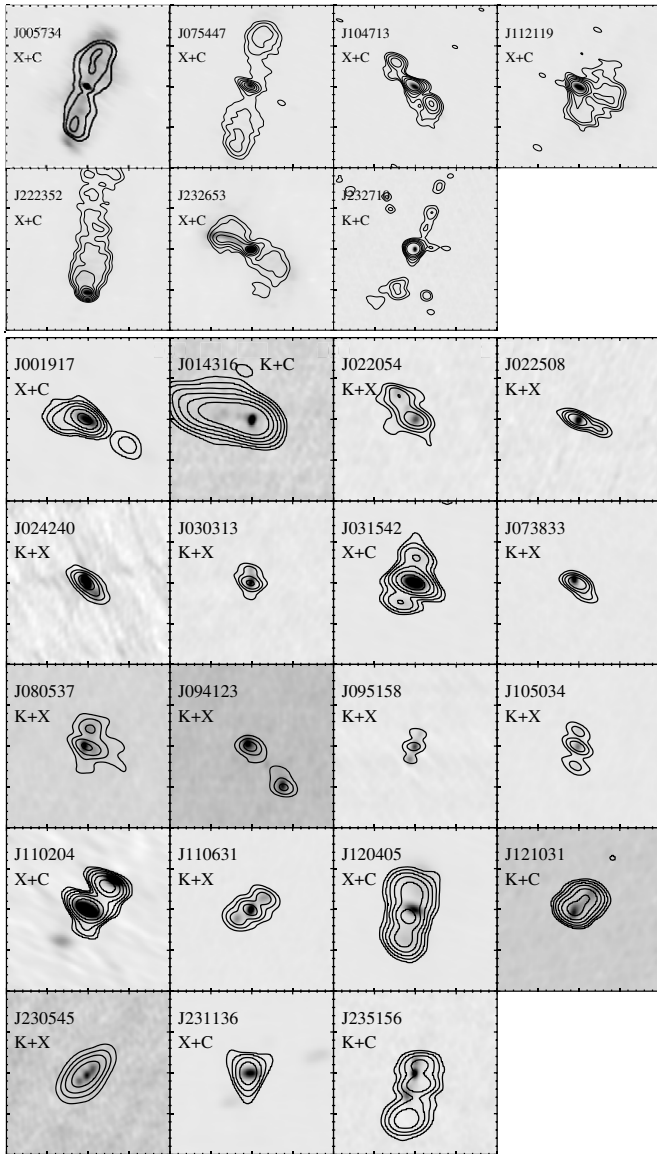 J005734
X+C
J075447
X+C
J104713
X+C
J112119
X+C
J222352
X+C
J232653
X+C
J232710
K+C
J001917
X+C
J014316 K+C
J022054
K+X
J022508
K+X
J024240
K+X
J030313
K+X
J031542
X+C
J073833
K+X
J080537
K+X
J094123
K+X
J095158
K+X
J105034
K+X
J110204
X+C
J110631
K+X
J120405
X+C
J121031
K+C
J230545
K+X
J231136
X+C
J235156
K+C